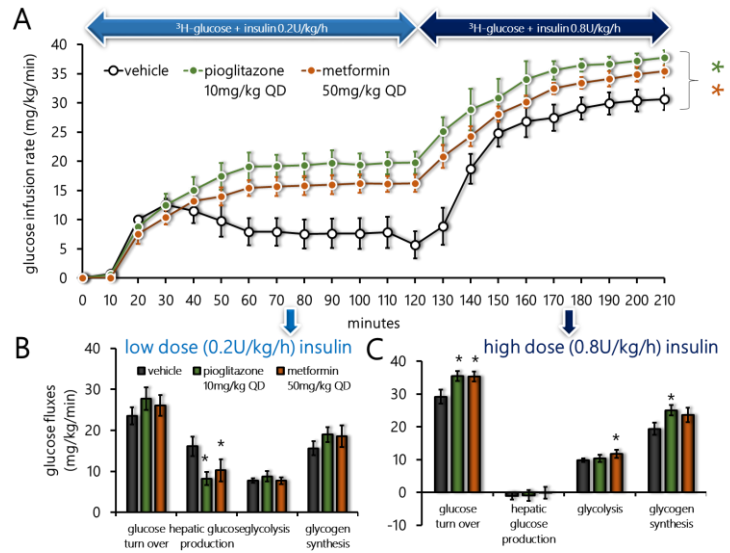 A
³H-glucose + insulin 0.2U/kg/h
³H-glucose + insulin 0.8U/kg/h
glucose infusion rate (mg/kg/min)
40
35
30
25
20
15
10
5
0
vehicle
pioglitazone
10mg/kg QD
metformin
50mg/kg QD
*
*
0 10 20 30 40 50 60 70 80 90 100 110 120 130 140 150 160 170 180 190 200 210
minutes
B
low dose (0.2U/kg/h) insulin
glucose fluxes
(mg/kg/min)
40
30
20
10
0
vehicle
pioglitazone
10mg/kg QD
metformin
50mg/kg QD
* *
glucose
turn over
hepatic glucose
production
glycolysis
glycogen
synthesis
C
high dose (0.8U/kg/h) insulin
40
30
20
10
0
-10
* *
*
*
glucose
turn over
hepatic
glucose
production
glycolysis
glycogen
synthesis